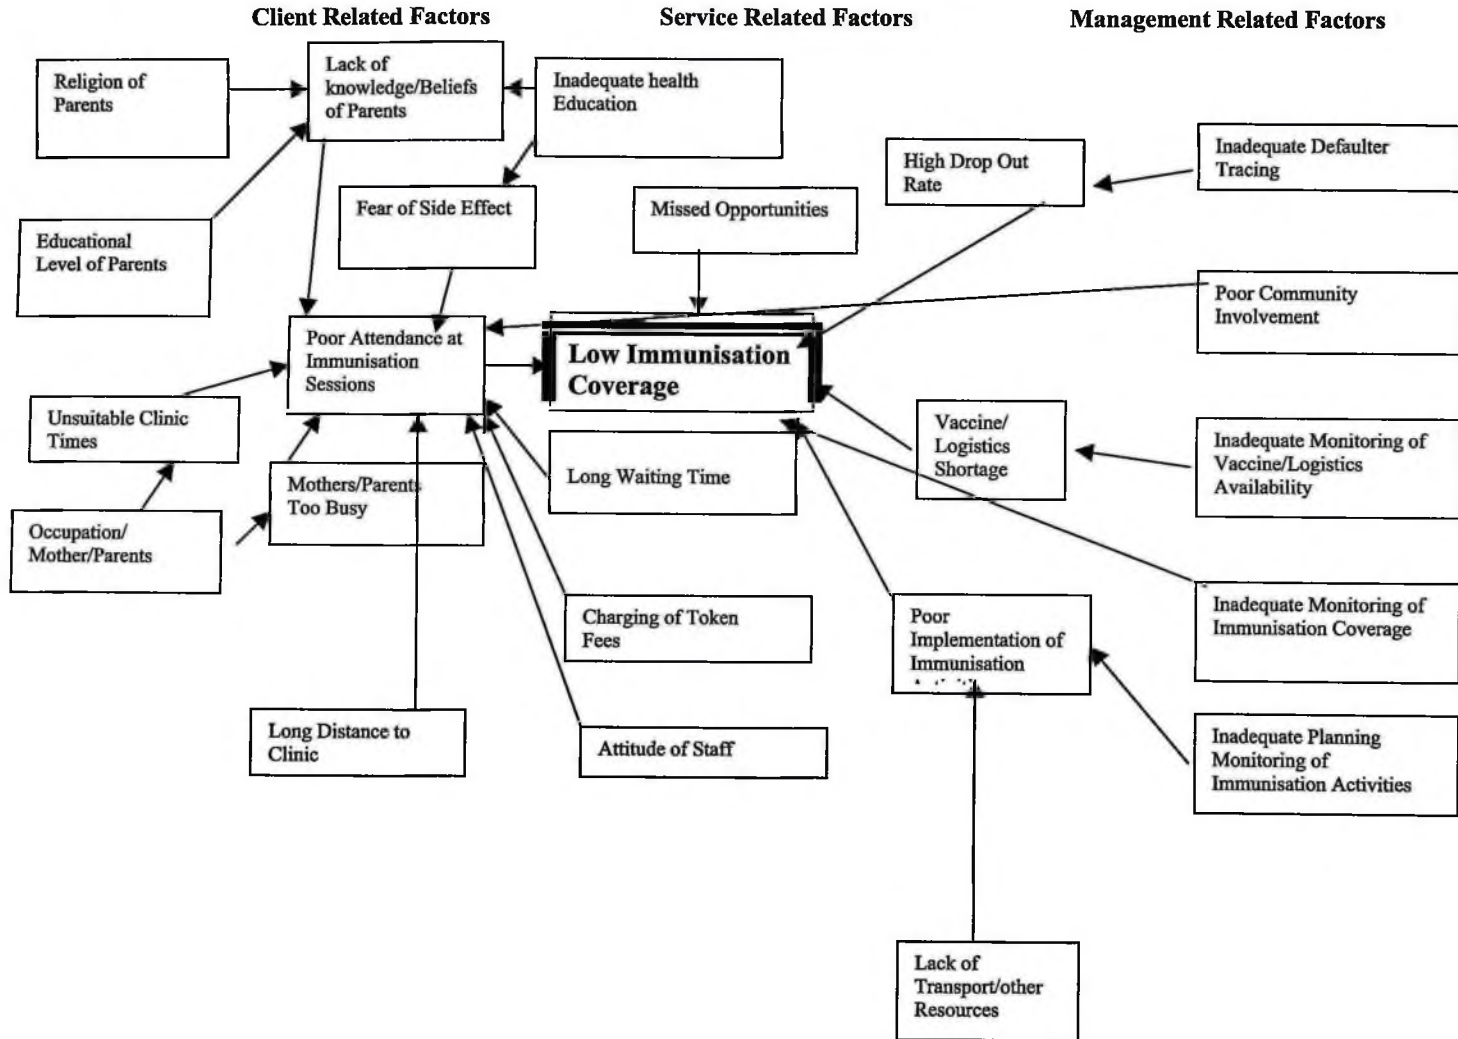 Client Related Factors
Service Related Factors
Management Related Factors
Religion of
Parents
Lack of
knowledge/Beliefs
of Parents
Inadequate health
Education
High Drop Out
Rate
Inadequate Defaulter
Tracing
Educational
Level of Parents
Fear of Side Effect
Missed Opportunities
Poor Community
Involvement
Poor Attendance at
Immunisation
Sessions
Low Immunisation
Coverage
Unsuitable Clinic
Times
Vaccine/
Logistics
Shortage
Inadequate Monitoring of
Vaccine/Logistics
Availability
Mothers/Parents
Too Busy
Long Waiting Time
Occupation/
Mother/Parents
Charging of Token
Fees
Poor
Implementation of
Immunisation
Inadequate Monitoring of
Immunisation Coverage
Long Distance to
Clinic
Attitude of Staff
Inadequate Planning
Monitoring of
Immunisation Activities
Lack of
Transport/other
Resources